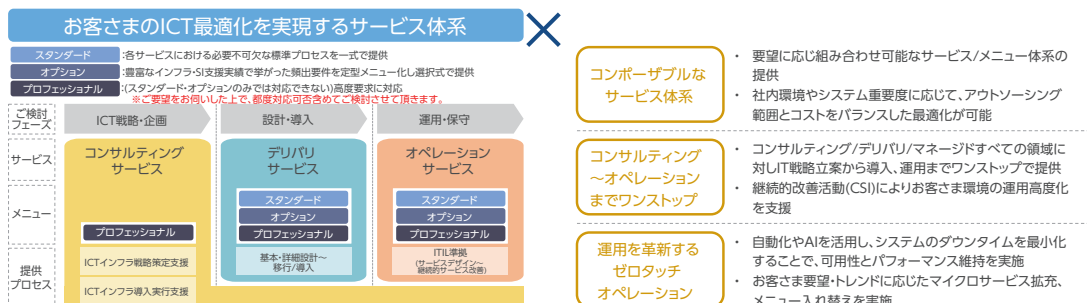 お客さまのICT最適化を実現するサービス体系
スタンダード :各サービスにおける必要不可欠な標準プロセスを一式で提供
オプション :豊富なインフラ・SI支援実績で挙がった頻出要件を定型メニュー化し選択式で提供
プロフェッショナル :(スタンダード・オプションのみでは対応できない)高度要求に対応
※ご要望をお伺いした上で、都度対応可否含めてご検討させて頂きます。
ご検討
フェーズ
ICT戦略・企画
設計・導入
運用・保守
サービス
コンサルティング
サービス
デリバリ
サービス
オペレーション
サービス
メニュー
プロフェッショナル
スタンダード
オプション
プロフェッショナル
スタンダード
オプション
プロフェッショナル
提供
プロセス
ICTインフラ戦略策定支援
ICTインフラ導入実行支援
基本・詳細設計~
移行/導入
ITIL準拠
(サービスデザイン~
継続的サービス改善)
コンポーザブルな
サービス体系
・ 要望に応じ組み合わせ可能なサービス/メニュー体系の
提供
・ 社内環境やシステム重要度に応じて、アウトソーシング
範囲とコストをバランスした最適化が可能
コンサルティング
~オペレーション
までワンストップ
・ コンサルティング/デリバリ/マネージドすべての領域に
対しIT戦略立案から導入、運用までワンストップで提供
・ 継続的改善活動(CSI)によりお客さま環境の運用高度化
を支援
運用を革新する
ゼロタッチ
オペレーション
・ 自動化やAIを活用し、システムのダウンタイムを最小化
することで、可用性とパフォーマンス維持を実施
・ お客さま要望・トレンドに応じたマイクロサービス拡充、
メニュー入れ替えを実施